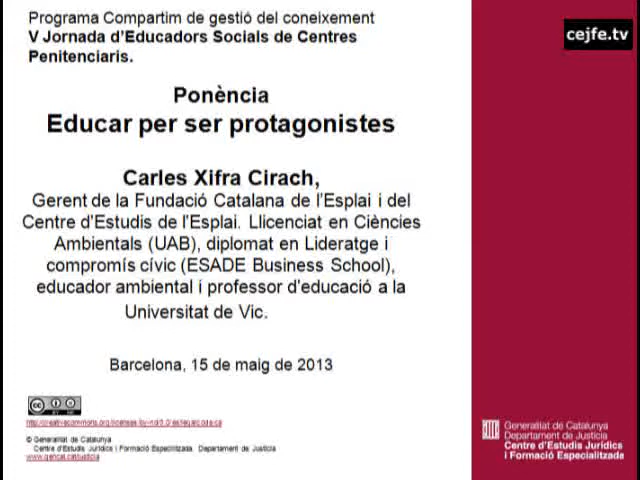 Programa Compartim de gestió del coneixement
V Jornada d'Educadors Socials de Centres
Penitenciaris.
cejfe.tv
Ponència
Educar per ser protagonistes
Carles Xifra Cirach,
Gerent de la Fundació Catalana de l'Esplai i del
Centre d'Estudis de l'Esplai. Llicenciat en Ciències
Ambientals (UAB), diplomat en Lideratge i
compromís cívic (ESADE Business School),
educador ambiental i professor d'educació a la
Universitat de Vic.
Barcelona, 15 de maig de 2013
© Generalitat de Catalunya
Centre d'Estudis Jurídics i Formació Especialitzada. Departament de Justícia
www.gencat.cat/justicia
Generalitat de Catalunya
Departament de Justícia
Centre d'Estudis Jurídics
i Formació Especialitzada